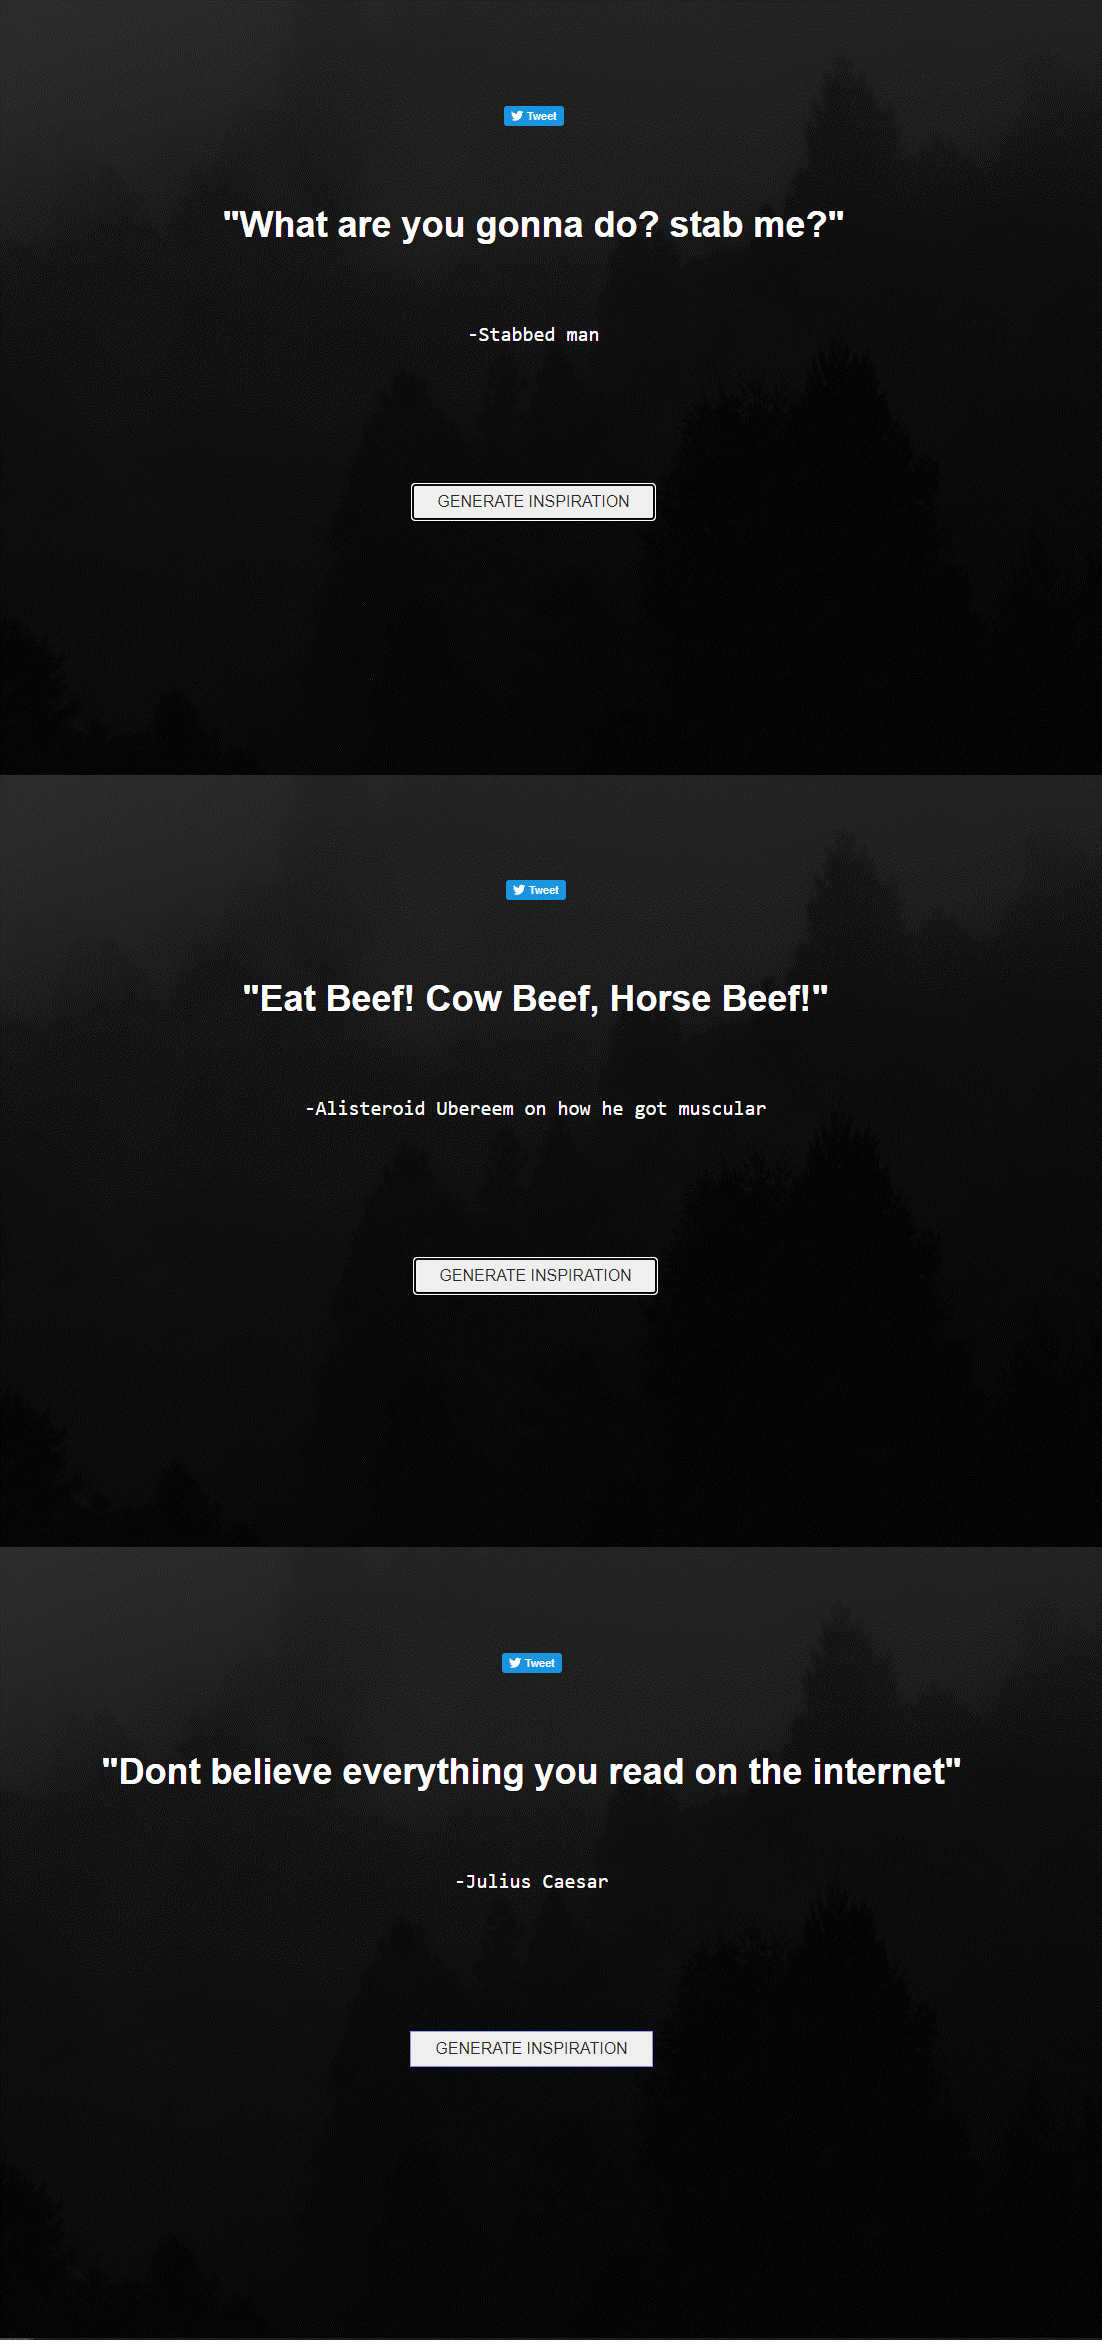 Tweet
"What are you gonna do? stab me?"
-Stabbed man
GENERATE INSPIRATION
Tweet
"Eat Beef! Cow Beef, Horse Beef!"
-Alisteroid Ubereem on how he got muscular
GENERATE INSPIRATION
Tweet
"Dont believe everything you read on the internet"
-Julius Caesar
GENERATE INSPIRATION